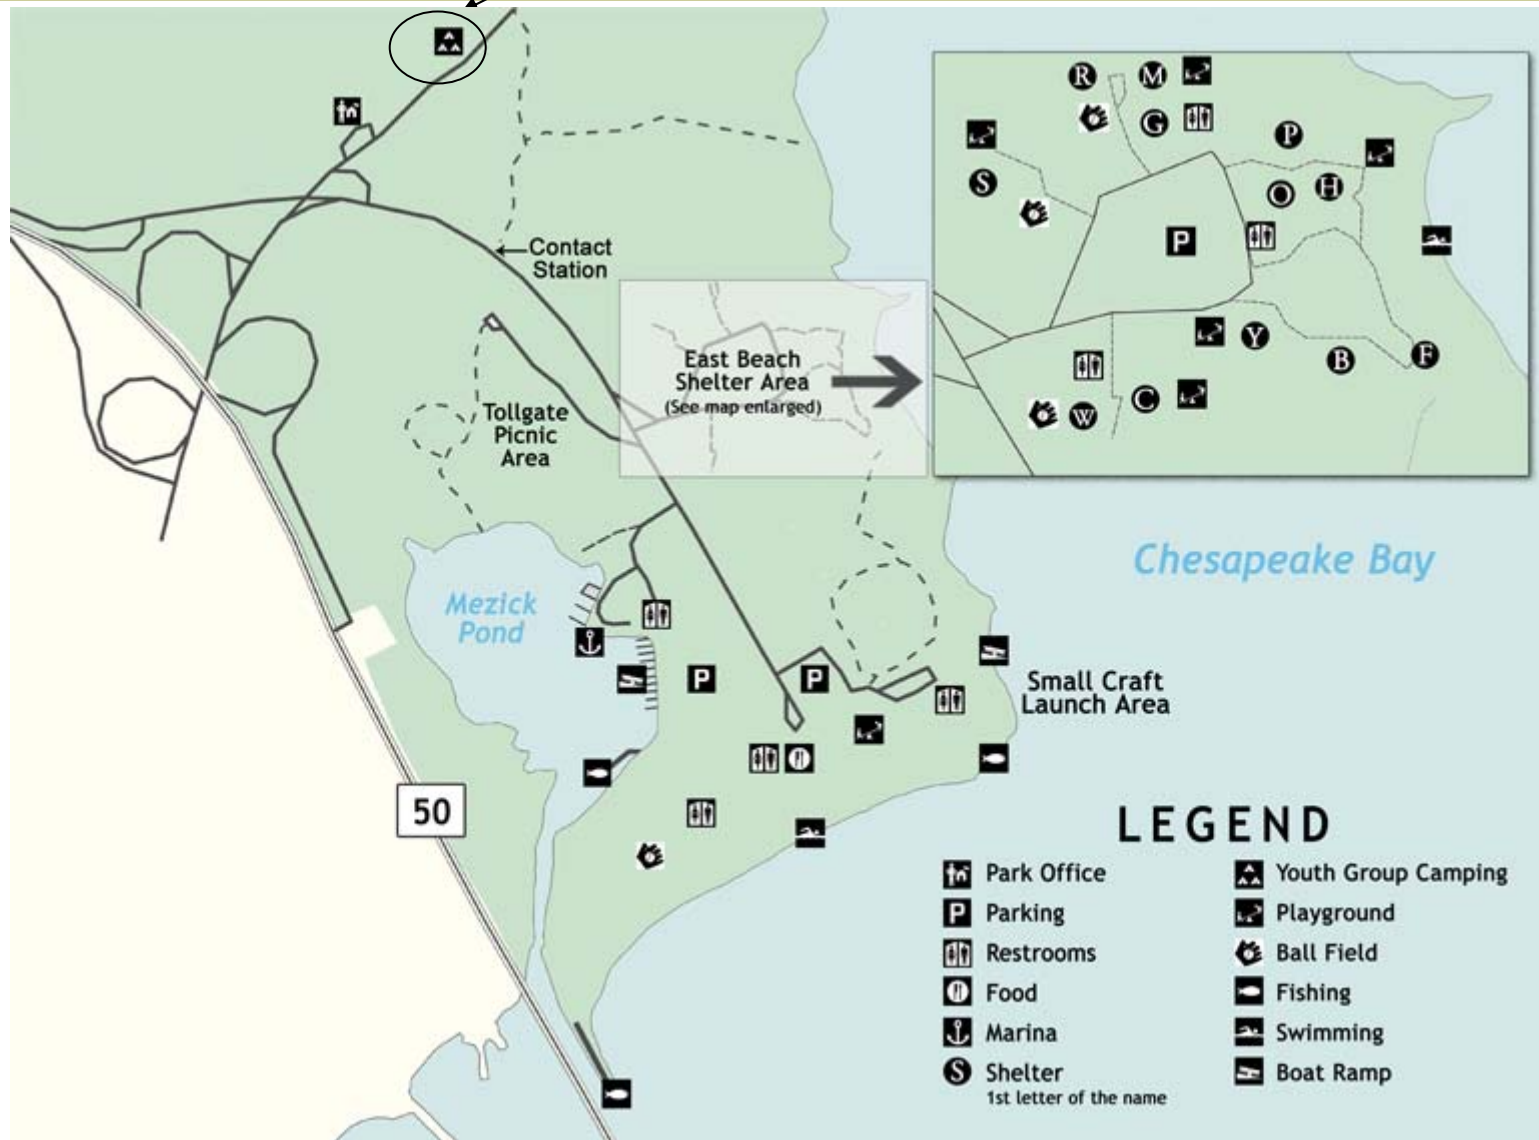 R
M
G
P
S
O
H
P
Contact
Station
East Beach
Shelter Area
(See map enlarged)
Y
B
F
C
W
Tollgate
Picnic
Area
Chesapeake Bay
Mezick
Pond
P
P
Small Craft
Launch Area
50
LEGEND
Park Office
P Parking
Restrooms
Food
Marina
S Shelter
1st letter of the name
Youth Group Camping
Playground
Ball Field
Fishing
Swimming
Boat Ramp